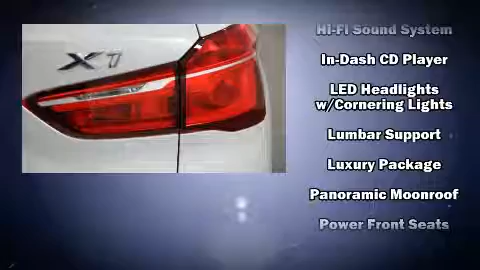 X1
Hi-Fi Sound System
In-Dash CD Player
LED Headlights
w/Cornering Lights
Lumbar Support
Luxury Package
Panoramic Moonroof
Power Front Seats